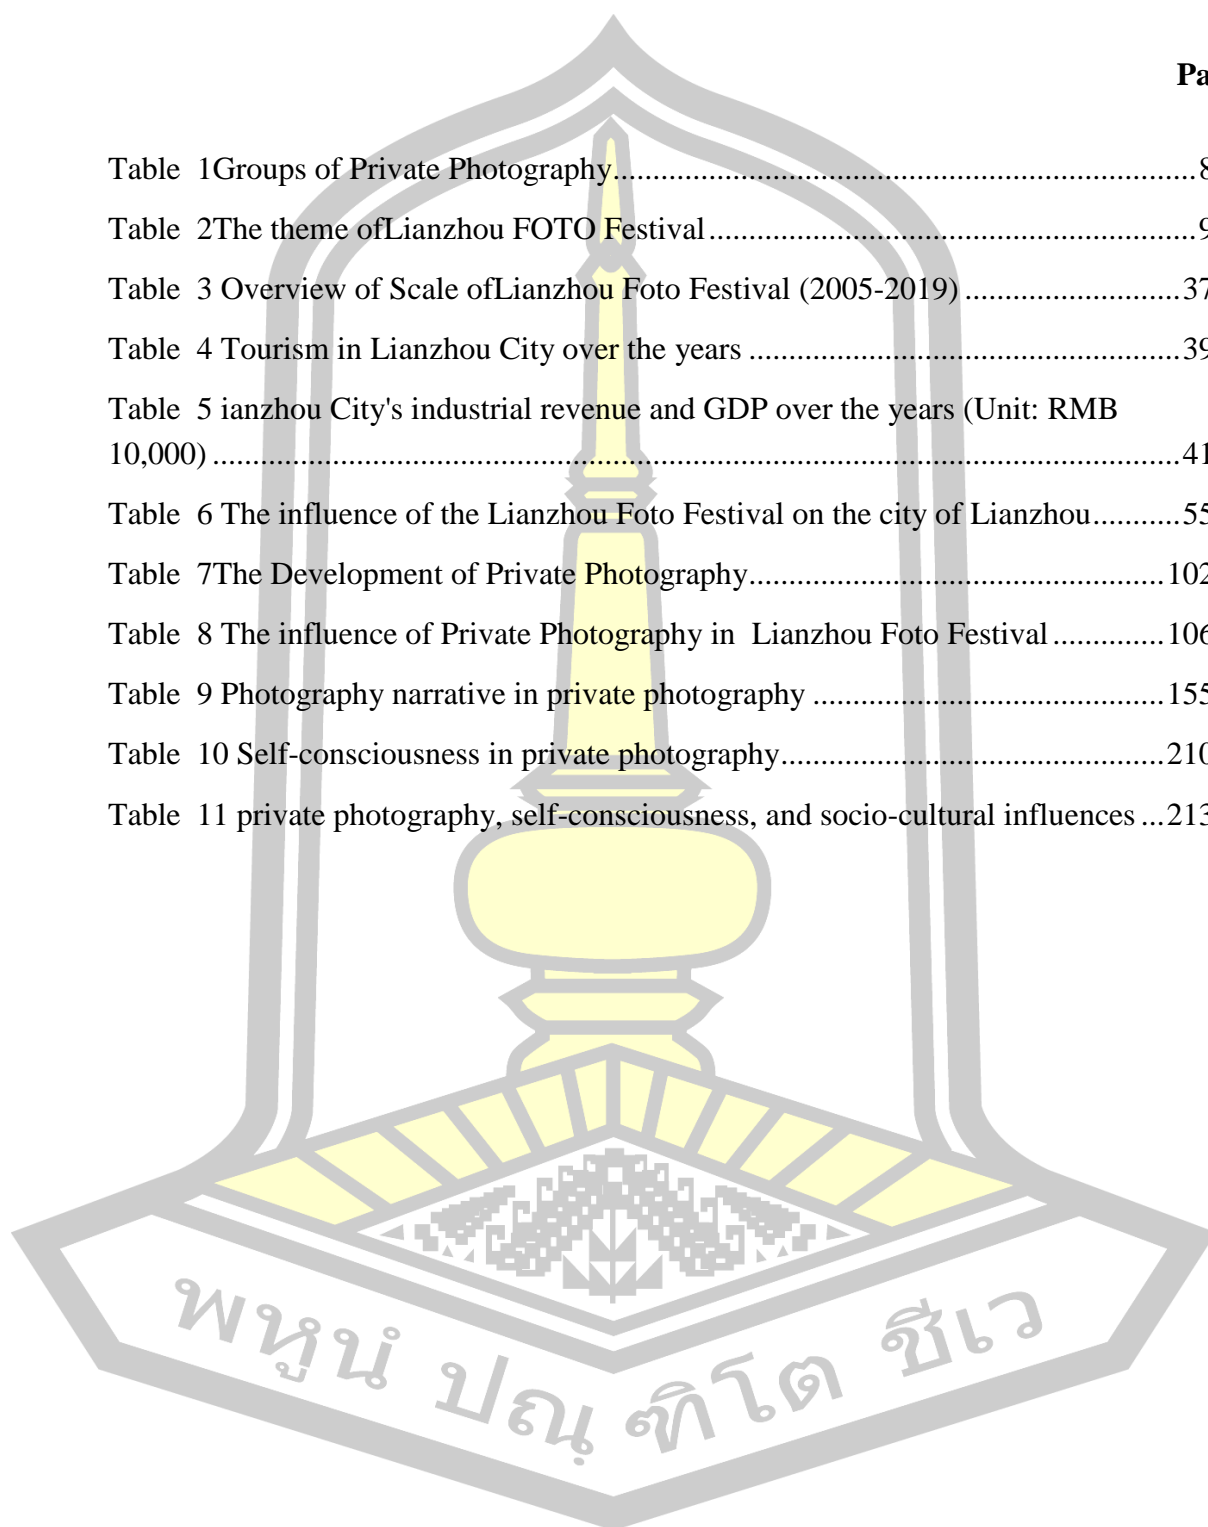 Pa
Table 1Groups of Private Photography.......................................................................8
Table 2The theme ofLianzhou FOTO Festival...........................................................9
Table 3 Overview of Scale ofLianzhou Foto Festival (2005-2019) ..........................37
Table 4 Tourism in Lianzhou City over the years ....................................................39
Table 5 ianzhou City's industrial revenue and GDP over the years (Unit: RMB
10,000) .....................................................................................................................41
Table 6 The influence of the Lianzhou Foto Festival on the city of Lianzhou...........55
Table 7The Development of Private Photography..................................................102
Table 8 The influence of Private Photography in Lianzhou Foto Festival .............106
Table 9 Photography narrative in private photography ..........................................155
Table 10 Self-consciousness in private photography..............................................210
Table 11 private photography, self-consciousness, and socio-cultural influences ...213
พหูนํ ปณฺ ฑิโต ชีเว